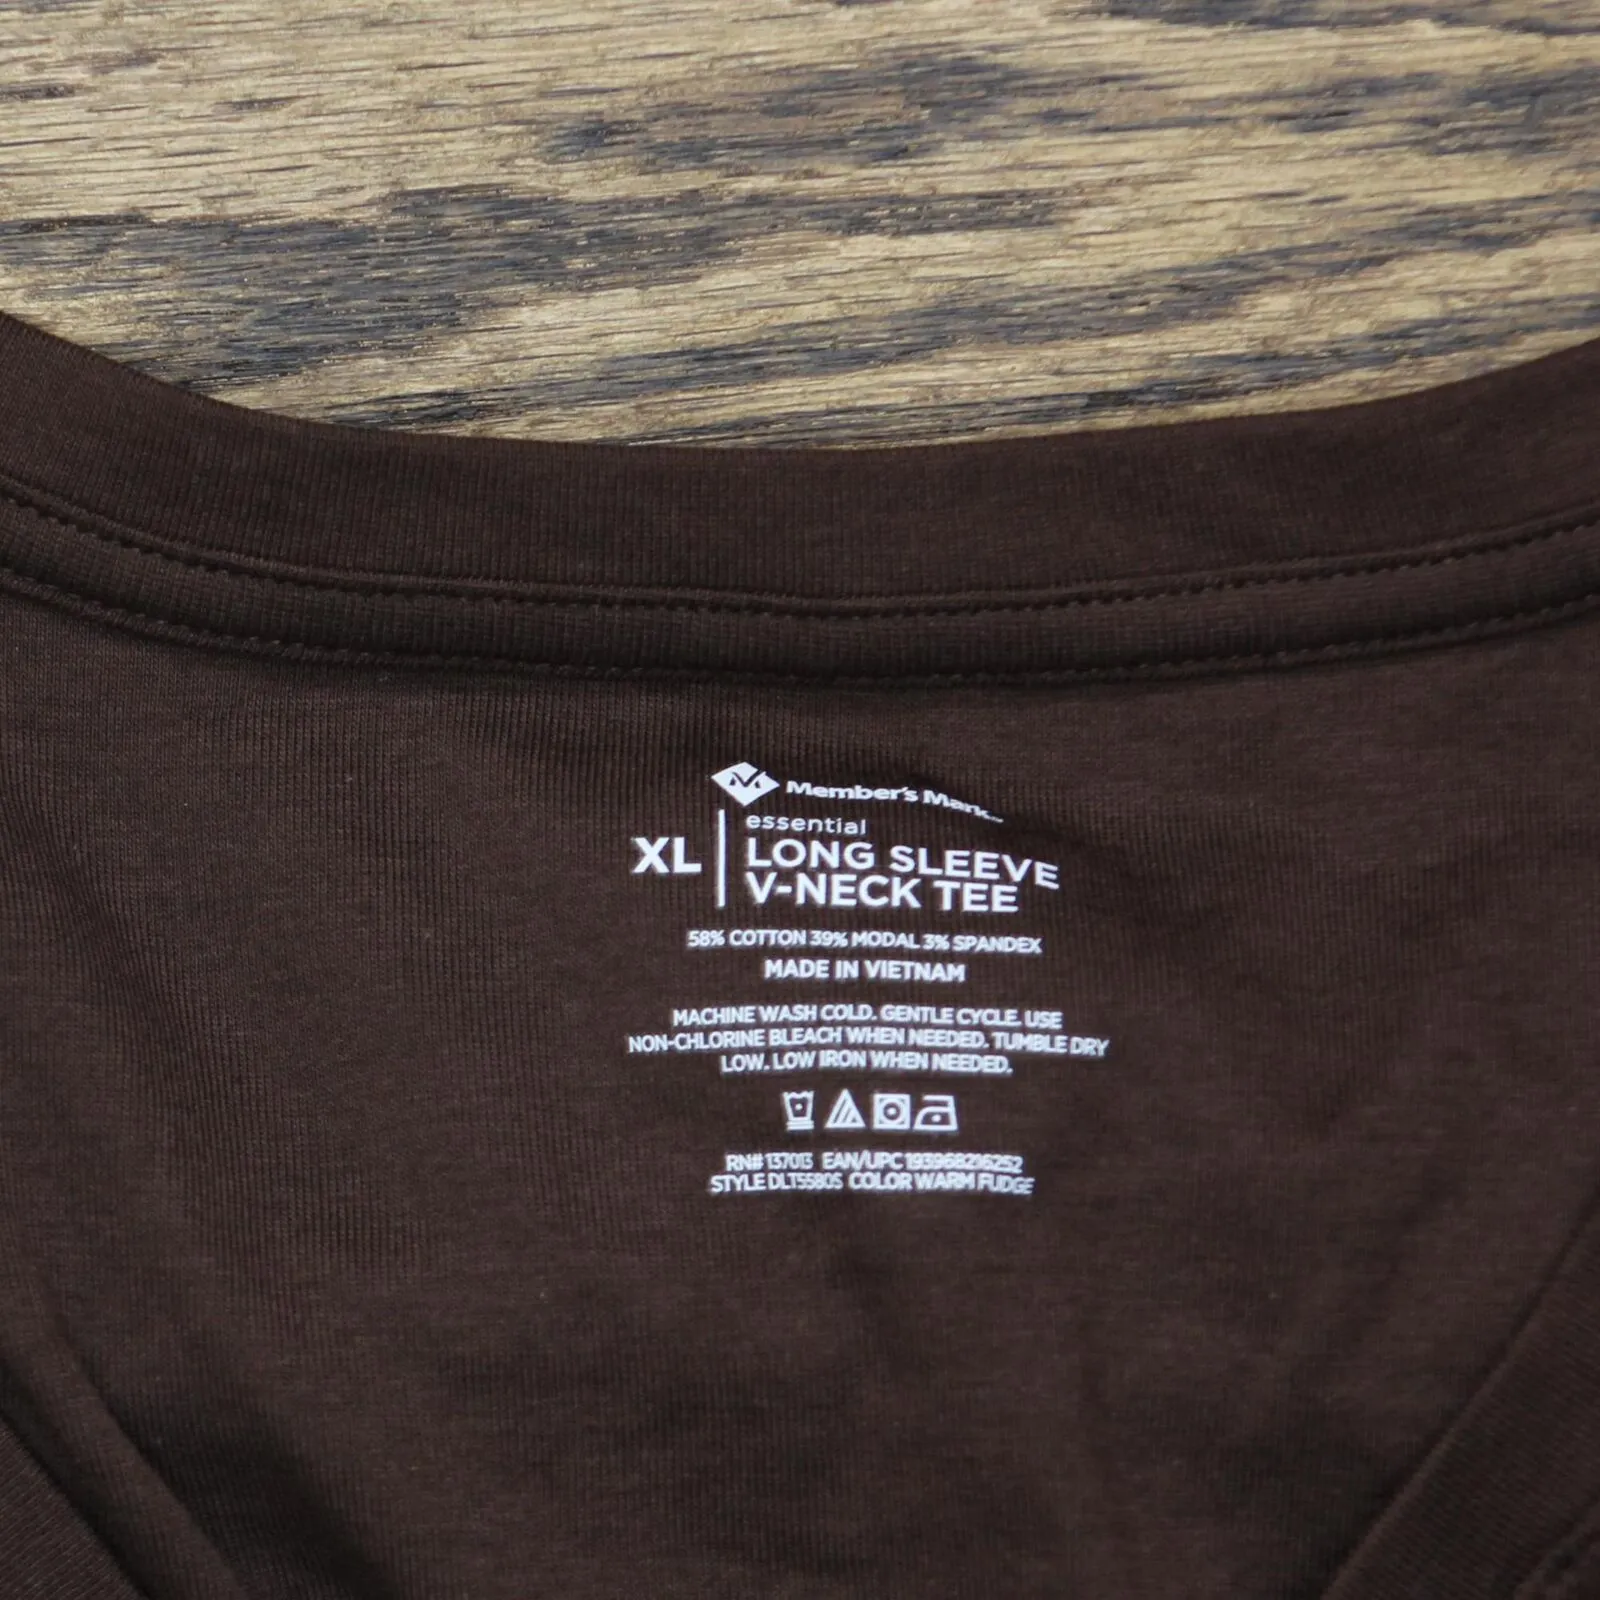 Member's Mark
essential
XL
LONG SLEEVE
V-NECK TEE
58% COTTON 39% MODAL 3% SPANDEX
MADE IN VIETNAM
MACHINE WASH COLD. GENTLE CYCLE. USE
NON-CHLORINE BLEACH WHEN NEEDED. TUMBLE DRY
LOW. LOW IRON WHEN NEEDED.
RN# 137013 EAN/UPC 193968216252
STYLE DLT5580S COLOR WARM FUDGE